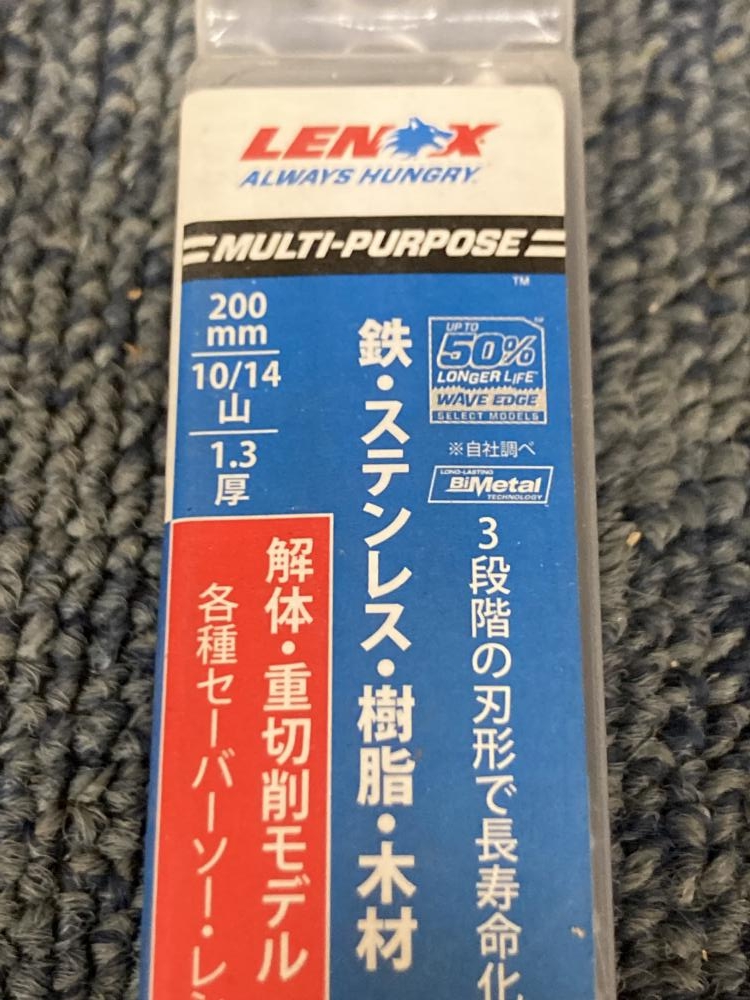 LENOX
ALWAYS HUNGRY™
MULTI-PURPOSE
TM
200
mm
10/14
山
1.3
厚
UP TO
50%
LONGER LIFE
WAVE EDGE
SELECT MODELS
※自社調べ
LONG-LASTING
BiMetal
TECHNOLOGY
3段階の刃形で長寿命化
鉄・ステンレス・樹脂・木材
解体・重切削モデル
各種セーバーソー・レ